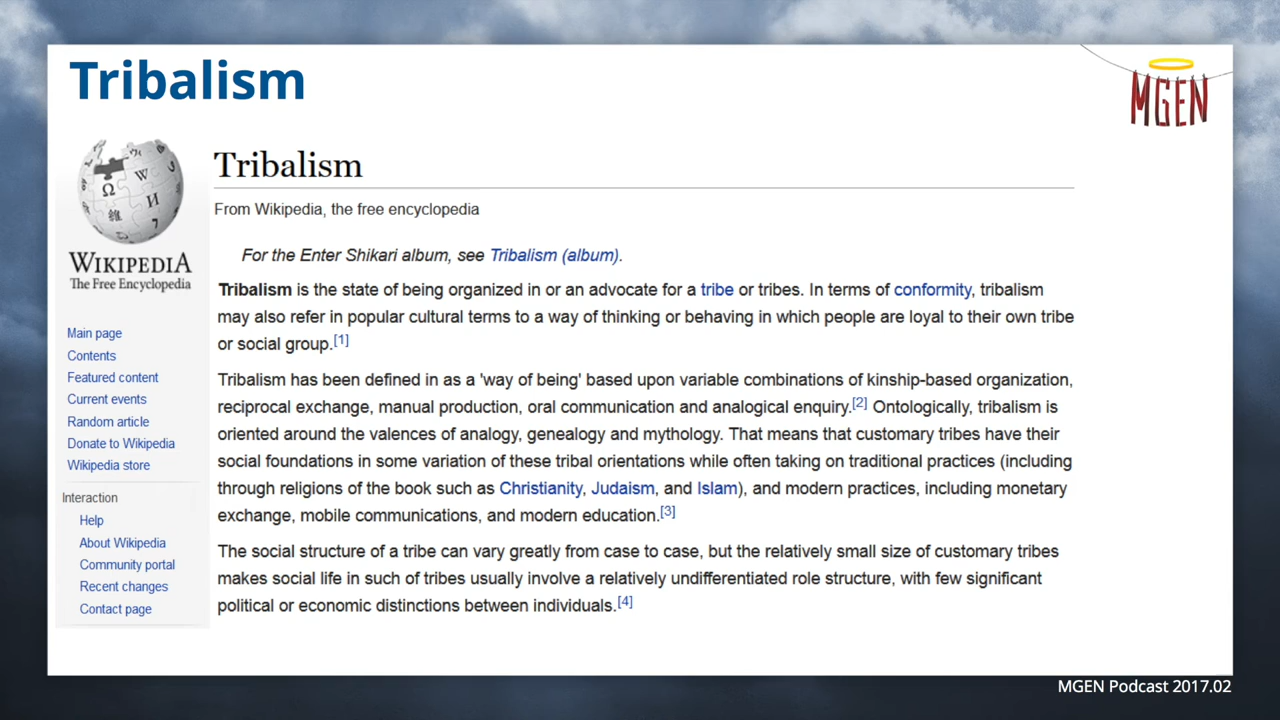 Tribalism
MGEN
WIKIPEDIA
The Free Encyclopedia
Main page
Contents
Featured content
Current events
Random article
Donate to Wikipedia
Wikipedia store
Interaction
Help
About Wikipedia
Community portal
Recent changes
Contact page
Tribalism
From Wikipedia, the free encyclopedia
For the Enter Shikari album, see Tribalism (album).
Tribalism is the state of being organized in or an advocate for a tribe or tribes. In terms of conformity, tribalism
may also refer in popular cultural terms to a way of thinking or behaving in which people are loyal to their own tribe
or social group.[1]
Tribalism has been defined in as a 'way of being' based upon variable combinations of kinship-based organization,
reciprocal exchange, manual production, oral communication and analogical enquiry.[2] Ontologically, tribalism is
oriented around the valences of analogy, genealogy and mythology. That means that customary tribes have their
social foundations in some variation of these tribal orientations while often taking on traditional practices (including
through religions of the book such as Christianity, Judaism, and Islam), and modern practices, including monetary
exchange, mobile communications, and modern education.[3]
The social structure of a tribe can vary greatly from case to case, but the relatively small size of customary tribes
makes social life in such of tribes usually involve a relatively undifferentiated role structure, with few significant
political or economic distinctions between individuals.[4]
MGEN Podcast 2017.02